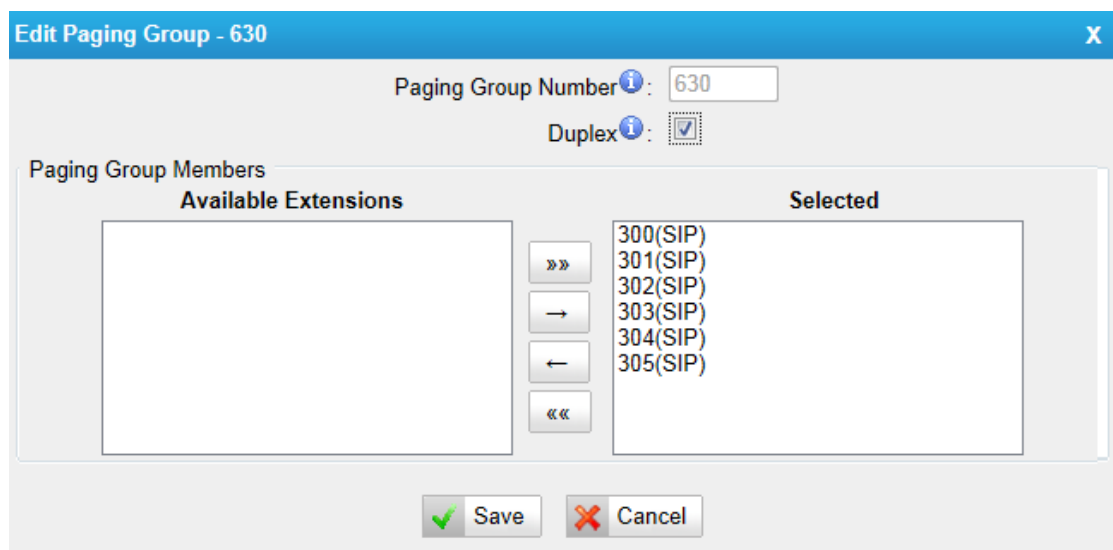 Edit Paging Group - 630 X
Paging Group Number i : 630
Duplex i :
Paging Group Members
Available Extensions Selected
300(SIP)
301(SIP)
302(SIP)
303(SIP)
304(SIP)
305(SIP)
»»
→
←
««
Save Cancel